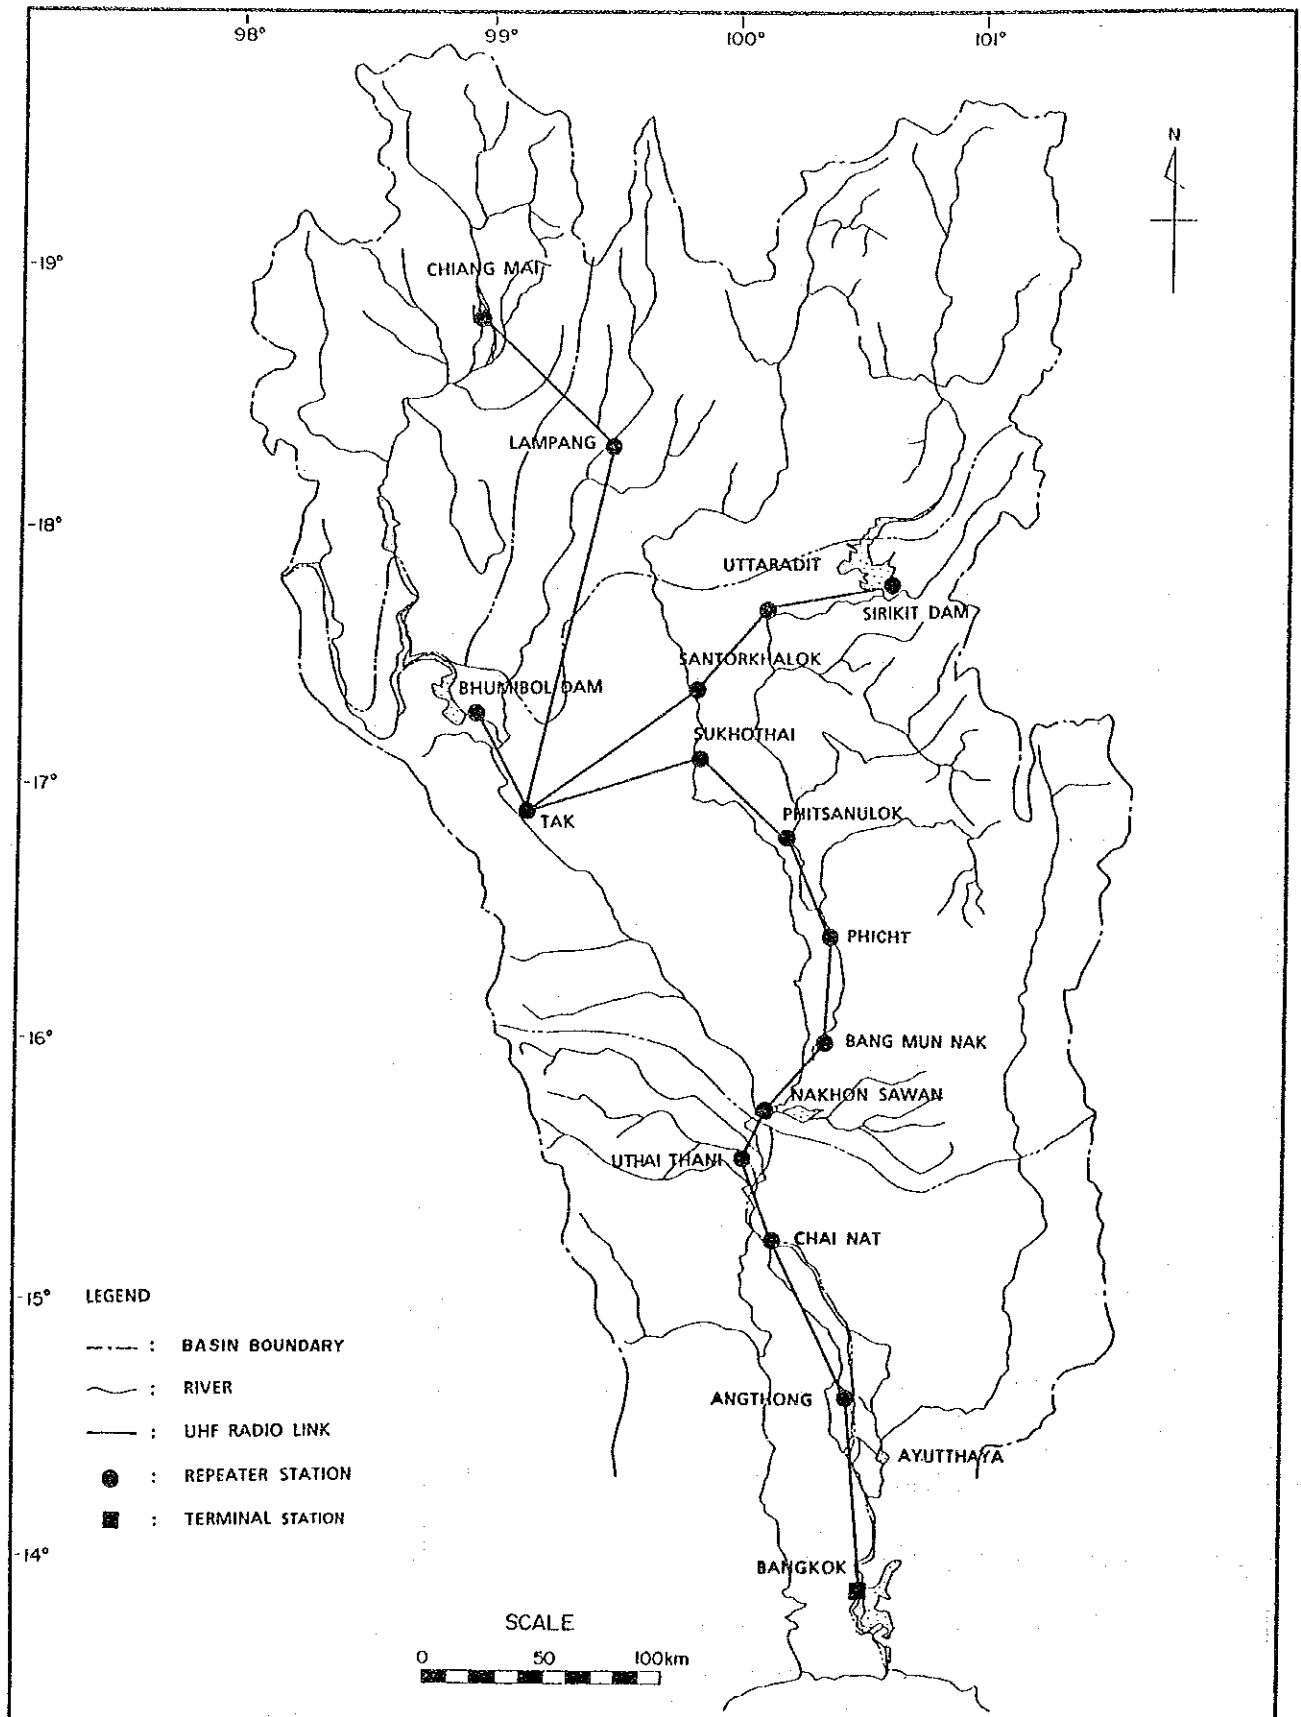 98° 99° 100° 101°
N
-19°
CHIANG MAI
LAMPANG
-18°
UTTARADIT
SIRIKIT DAM
SANTORKHALOK
BHUMIBOL DAM
SUKHOTHAI
-17°
TAK
PHITSANULOK
PHICHT
-16°
BANG MUN NAK
NAKHON SAWAN
UTHAI THANI
CHAI NAT
-15°
LEGEND
: BASIN BOUNDARY
: RIVER
ANGTHONG
: UHF RADIO LINK
AYUTTHAYA
: REPEATER STATION
: TERMINAL STATION
-14°
BANGKOK
SCALE
0 50 100km